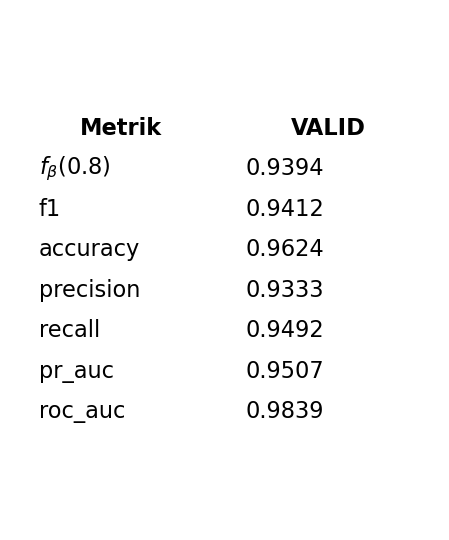 Metrik VALID
fβ(0.8) 0.9394
f1 0.9412
accuracy 0.9624
precision 0.9333
recall 0.9492
pr_auc 0.9507
roc_auc 0.9839